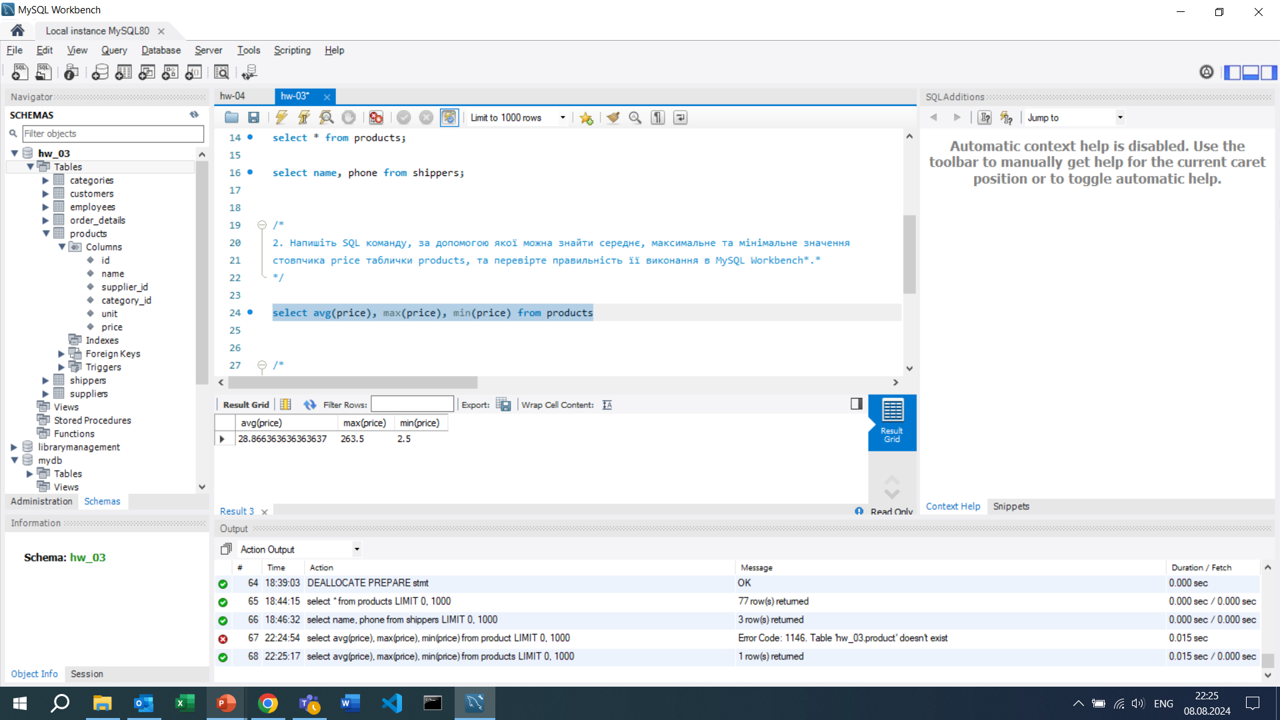 MySQL Workbench
Local instance MySQL80
File Edit View Query Database Server Tools Scripting Help
Navigator
SCHEMAS
Filter objects
hw_03
Tables
categories
customers
employees
order_details
products
Columns
id
name
supplier_id
category_id
unit
price
Indexes
Foreign Keys
Triggers
shippers
suppliers
Views
Stored Procedures
Functions
librarymanagement
mydb
Tables
Views
Administration Schemas
Information
Schema: hw_03
Object Info Session
hw-04 hw-03*
Limit to 1000 rows
14 select * from products;
15
16 select name, phone from shippers;
17
18
19 /*
20 2. Напишіть SQL команду, за допомогою якої можна знайти середнє, максимальне та мінімальне значення
21 стовпчика price таблички products, та перевірте правильність її виконання в MySQL Workbench*.*
22 */
23
24 select avg(price), max(price), min(price) from products
25
26
27 /*
Result Grid Filter Rows: Export: Wrap Cell Content:
avg(price) max(price) min(price)
28.866363636363637 263.5 2.5
Result Grid
Result 3 Read Only
SQLAdditions
Jump to
Automatic context help is disabled. Use the
toolbar to manually get help for the current caret
position or to toggle automatic help.
Context Help Snippets
Output
Action Output
# Time Action Message Duration / Fetch
64 18:39:03 DEALLOCATE PREPARE stmt OK 0.000 sec
65 18:44:15 select * from products LIMIT 0, 1000 77 row(s) returned 0.000 sec / 0.000 sec
66 18:46:32 select name, phone from shippers LIMIT 0, 1000 3 row(s) returned 0.000 sec / 0.000 sec
67 22:24:54 select avg(price), max(price), min(price) from product LIMIT 0, 1000 Error Code: 1146. Table 'hw_03.product' doesn't exist 0.015 sec
68 22:25:17 select avg(price), max(price), min(price) from products LIMIT 0, 1000 1 row(s) returned 0.015 sec / 0.000 sec
ENG
22:25
08.08.2024